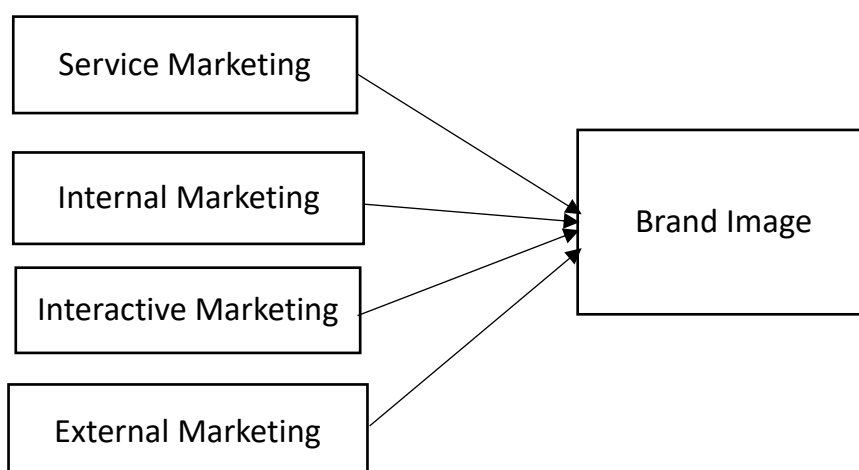 Service Marketing
Internal Marketing
Brand Image
Interactive Marketing
External Marketing